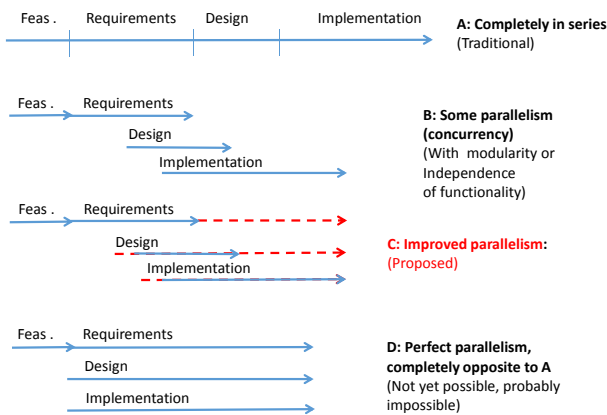 Feas . Requirements Design Implementation
A: Completely in series
(Traditional)
Feas . Requirements
Design
Implementation
B: Some parallelism
(concurrency)
(With modularity or
Independence
of functionality)
Feas . Requirements
Design
Implementation
C: Improved parallelism:
(Proposed)
Feas . Requirements
Design
Implementation
D: Perfect parallelism,
completely opposite to A
(Not yet possible, probably
impossible)